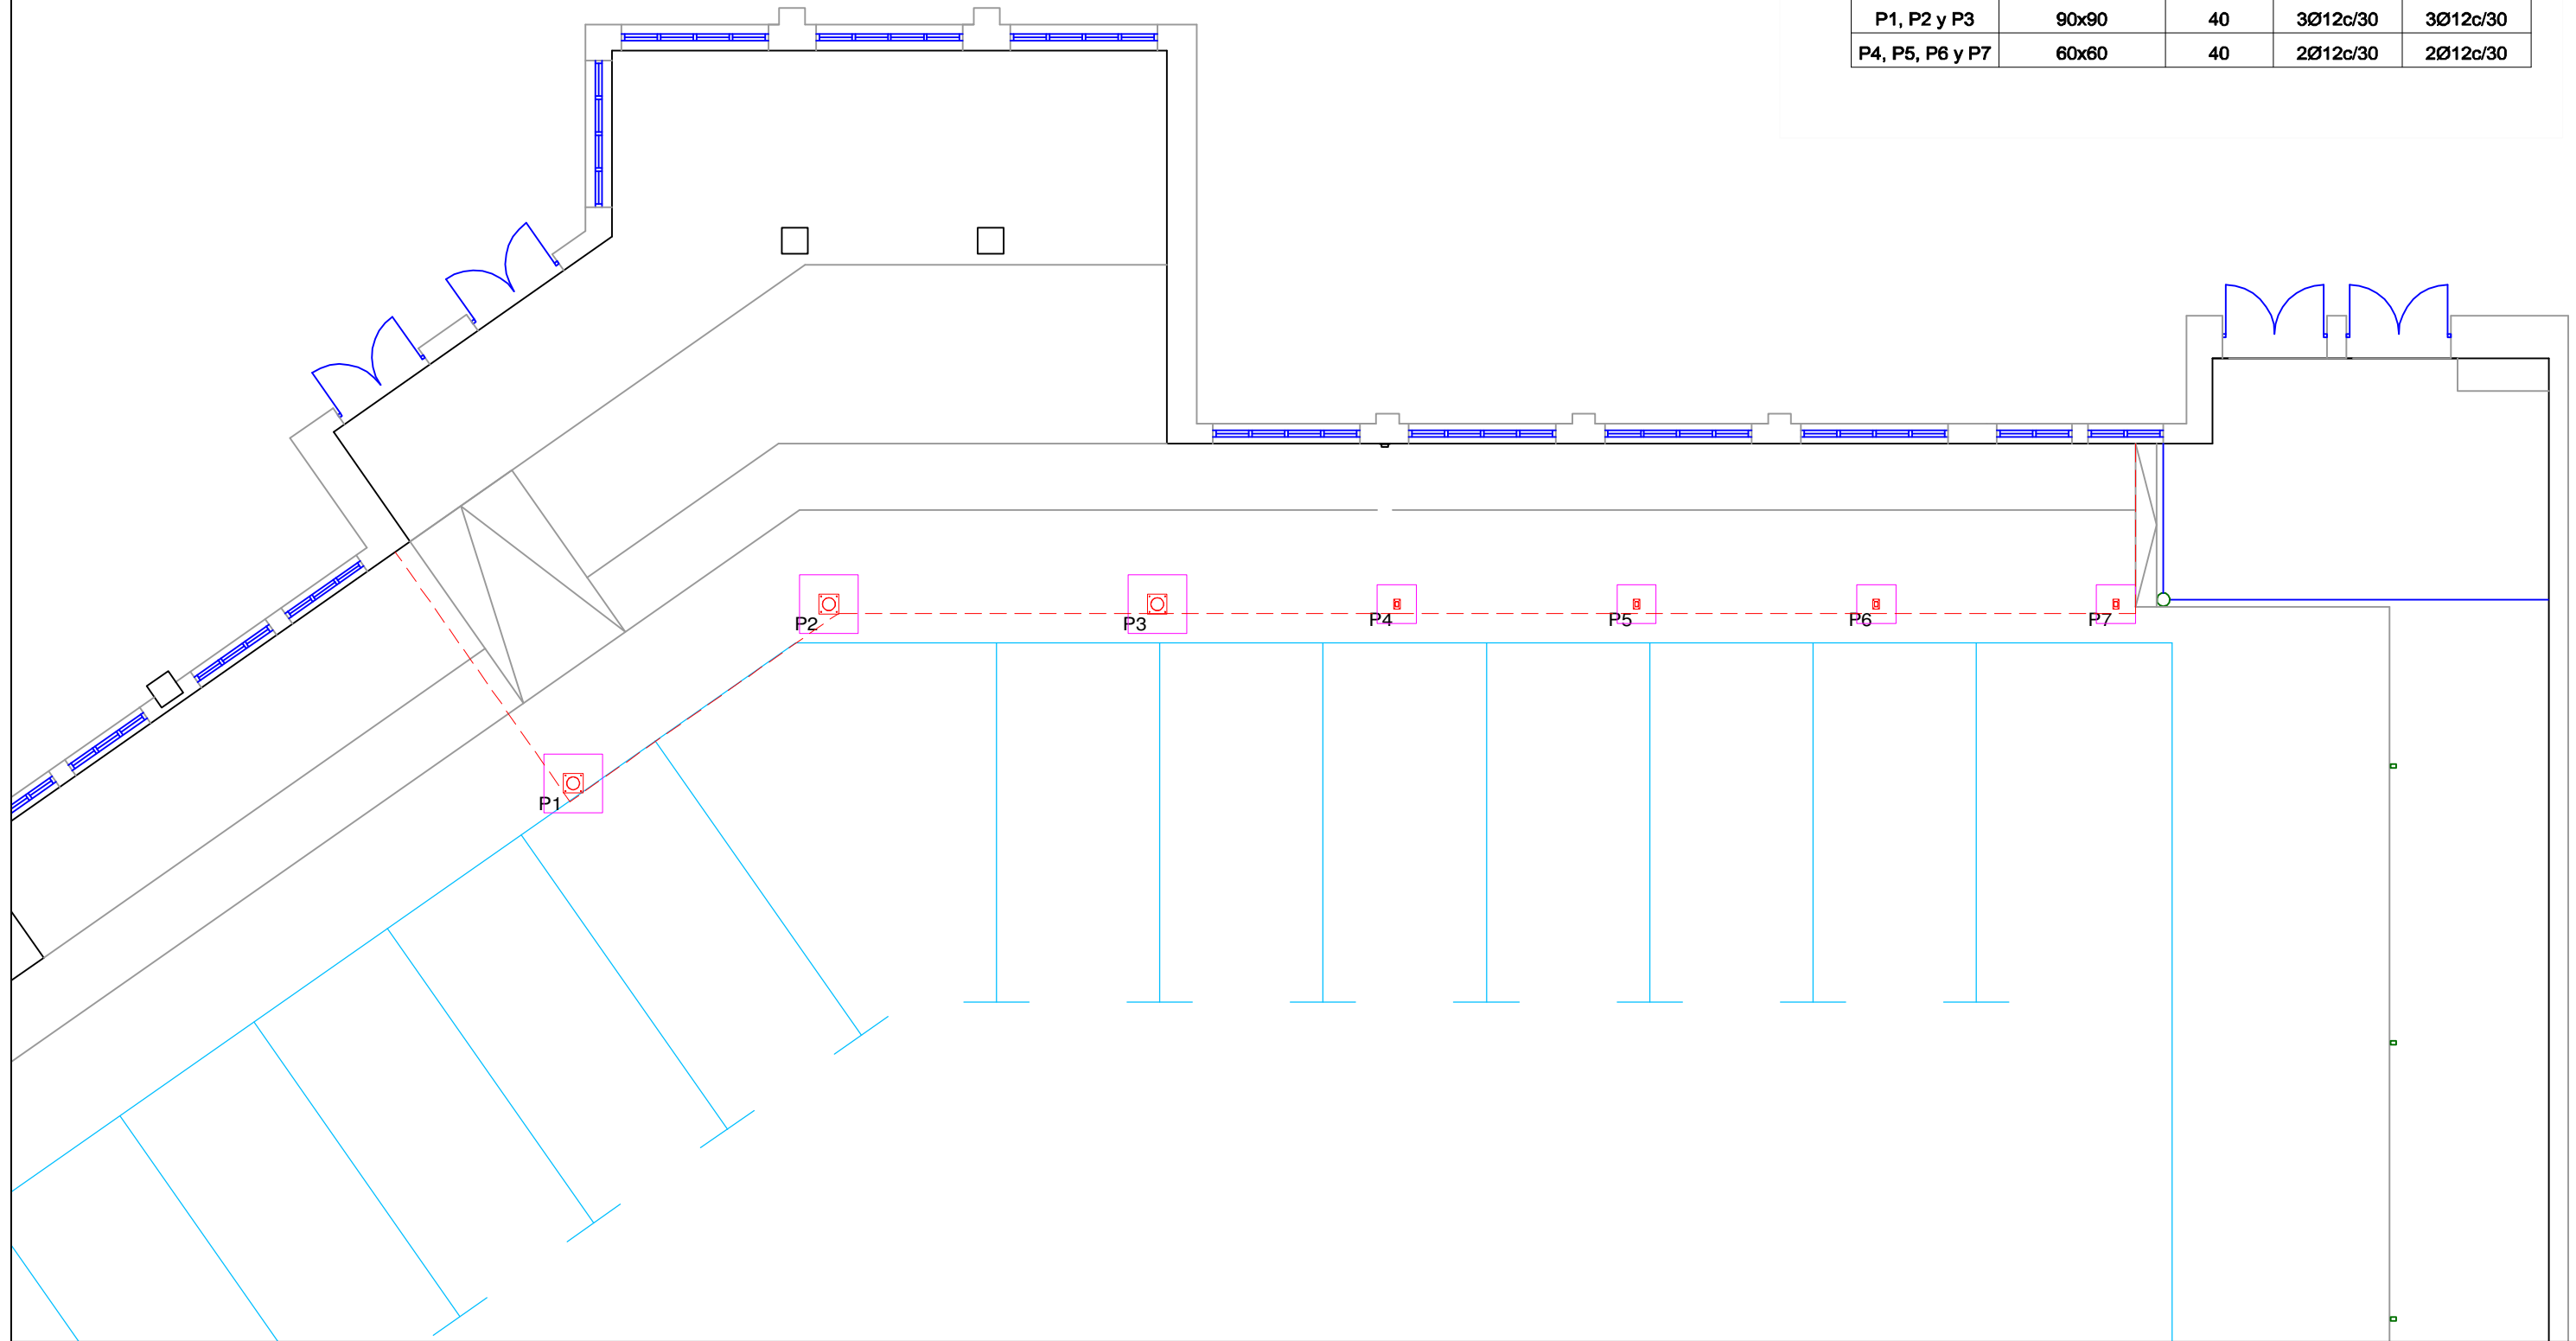 P1, P2 y P3 90x90 40 3Ø12c/30 3Ø12c/30
P4, P5, P6 y P7 60x60 40 2Ø12c/30 2Ø12c/30
P2
P3
P4
P5
P6
P7
P1